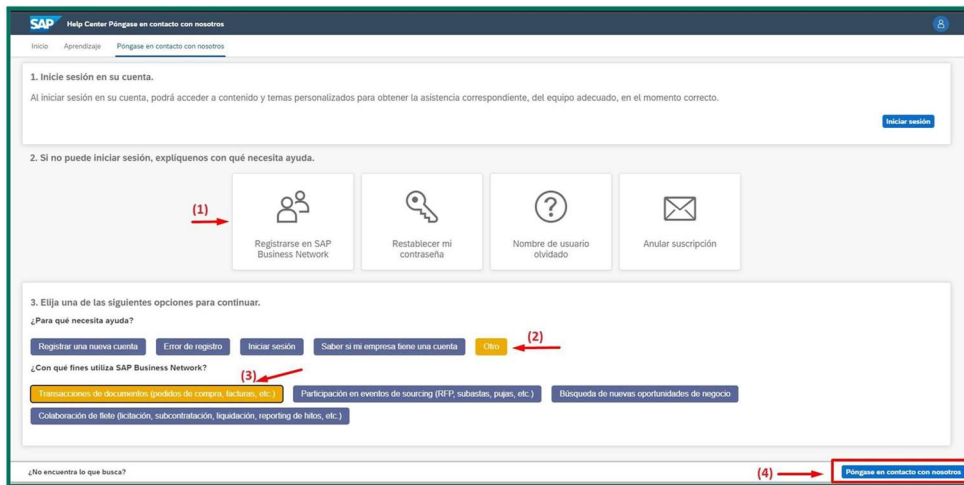 SAP Help Center Póngase en contacto con nosotros
Inicio Aprendizaje Póngase en contacto con nosotros
1. Inicie sesión en su cuenta.
Al iniciar sesión en su cuenta, podrá acceder a contenido y temas personalizados para obtener la asistencia correspondiente, del equipo adecuado, en el momento correcto.
Iniciar sesión
2. Si no puede iniciar sesión, explíquenos con qué necesita ayuda.
(1)
Registrarse en SAP
Business Network
Restablecer mi
contraseña
Nombre de usuario
olvidado
Anular suscripción
3. Elija una de las siguientes opciones para continuar.
¿Para qué necesita ayuda?
Registrar una nueva cuenta Error de registro Iniciar sesión Saber si mi empresa tiene una cuenta Otro (2)
¿Con qué fines utiliza SAP Business Network?
(3)
Transacciones de documentos (pedidos de compra, facturas, etc.) Participación en eventos de sourcing (RFP, subastas, pujas, etc.) Búsqueda de nuevas oportunidades de negocio
Colaboración de flete (licitación, subcontratación, liquidación, reporting de hitos, etc.)
¿No encuentra lo que busca? (4) Póngase en contacto con nosotros